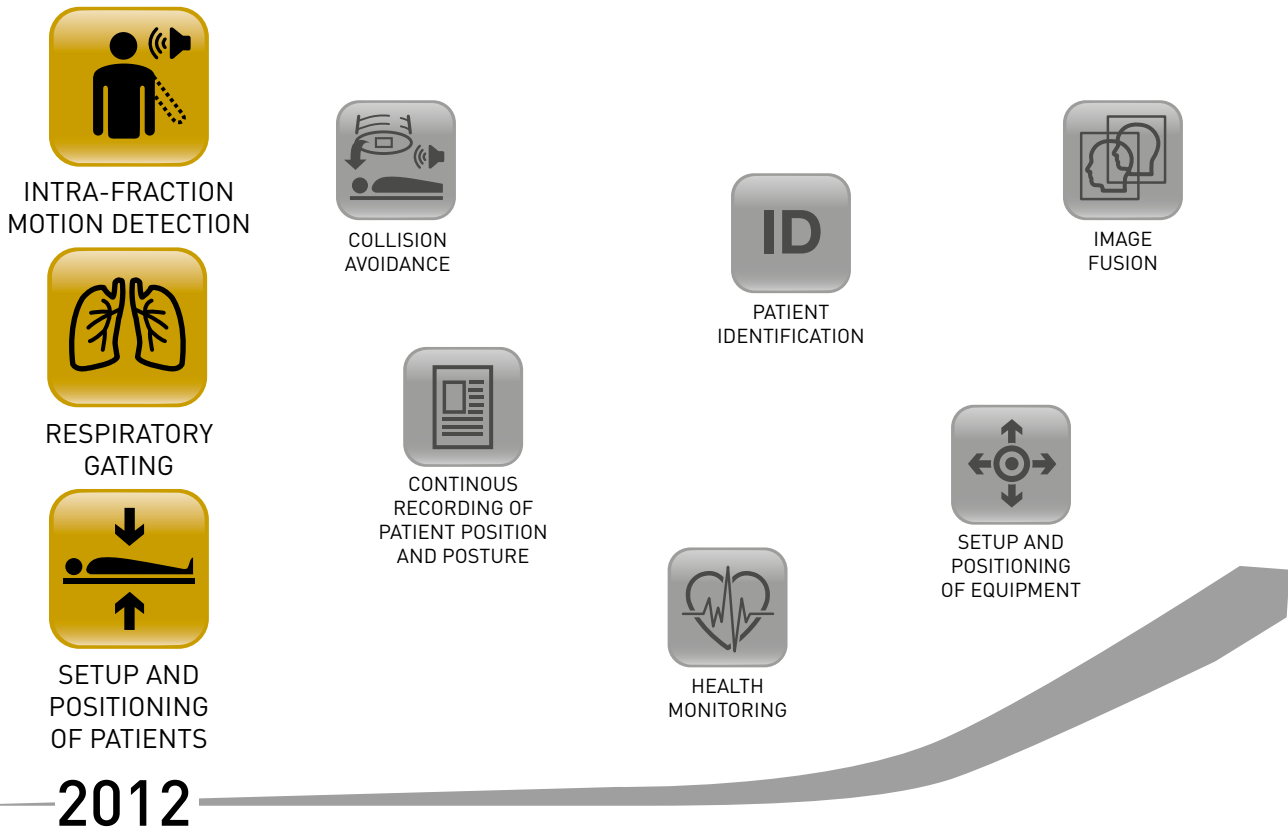 INTRA-FRACTION
MOTION DETECTION
RESPIRATORY
GATING
SETUP AND
POSITIONING
OF PATIENTS
2012
COLLISION
AVOIDANCE
CONTINOUS
RECORDING OF
PATIENT POSITION
AND POSTURE
ID
PATIENT
IDENTIFICATION
HEALTH
MONITORING
IMAGE
FUSION
SETUP AND
POSITIONING
OF EQUIPMENT